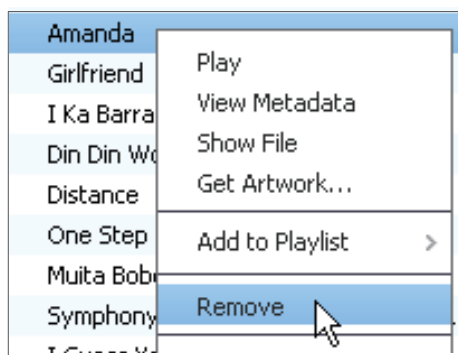 Amanda
Girlfriend
I Ka Barra
Din Din Wo
Distance
One Step
Muita Bob
Symphony
Play
View Metadata
Show File
Get Artwork...
Add to Playlist
Remove